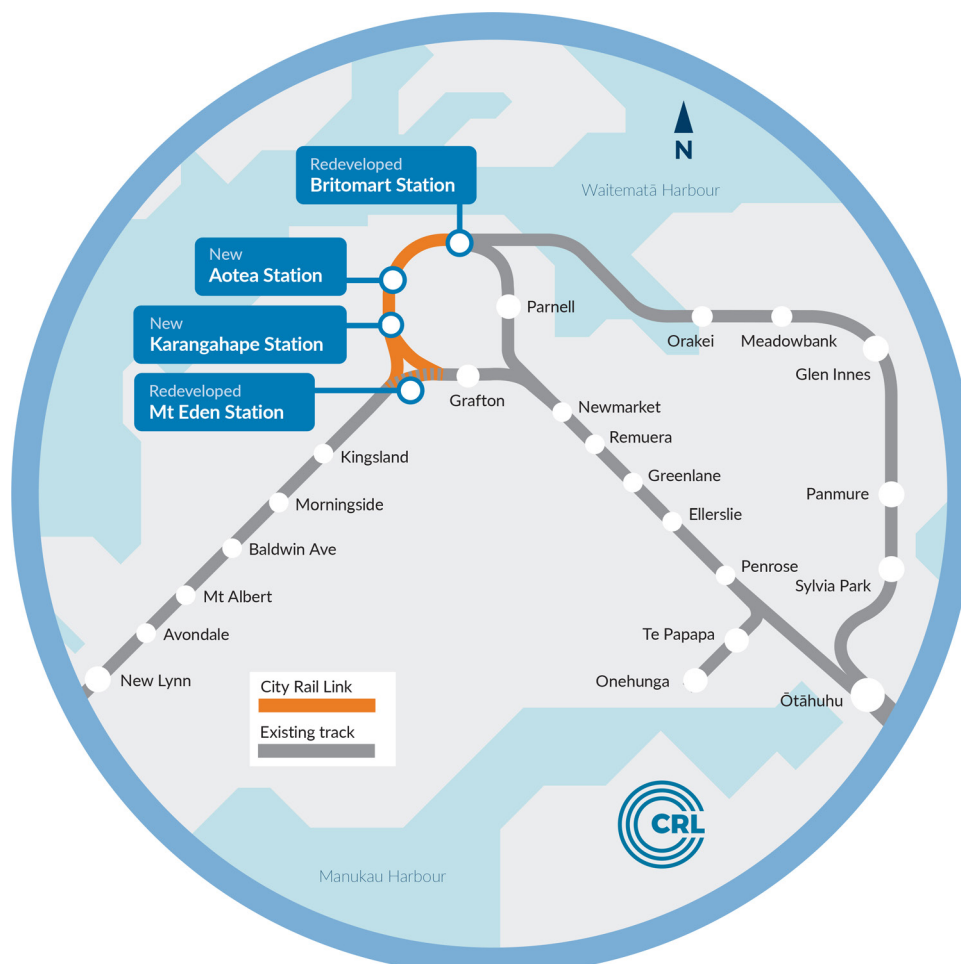 N
Waitematā Harbour
Redeveloped
Britomart Station
New
Aotea Station
New
Karangahape Station
Redeveloped
Mt Eden Station
Parnell
Orakei
Meadowbank
Glen Innes
Grafton
Newmarket
Remuera
Greenlane
Ellerslie
Penrose
Panmure
Sylvia Park
Kingsland
Morningside
Baldwin Ave
Mt Albert
Avondale
New Lynn
Te Papapa
Onehunga
Ōtāhuhu
City Rail Link
Existing track
CRL
Manukau Harbour